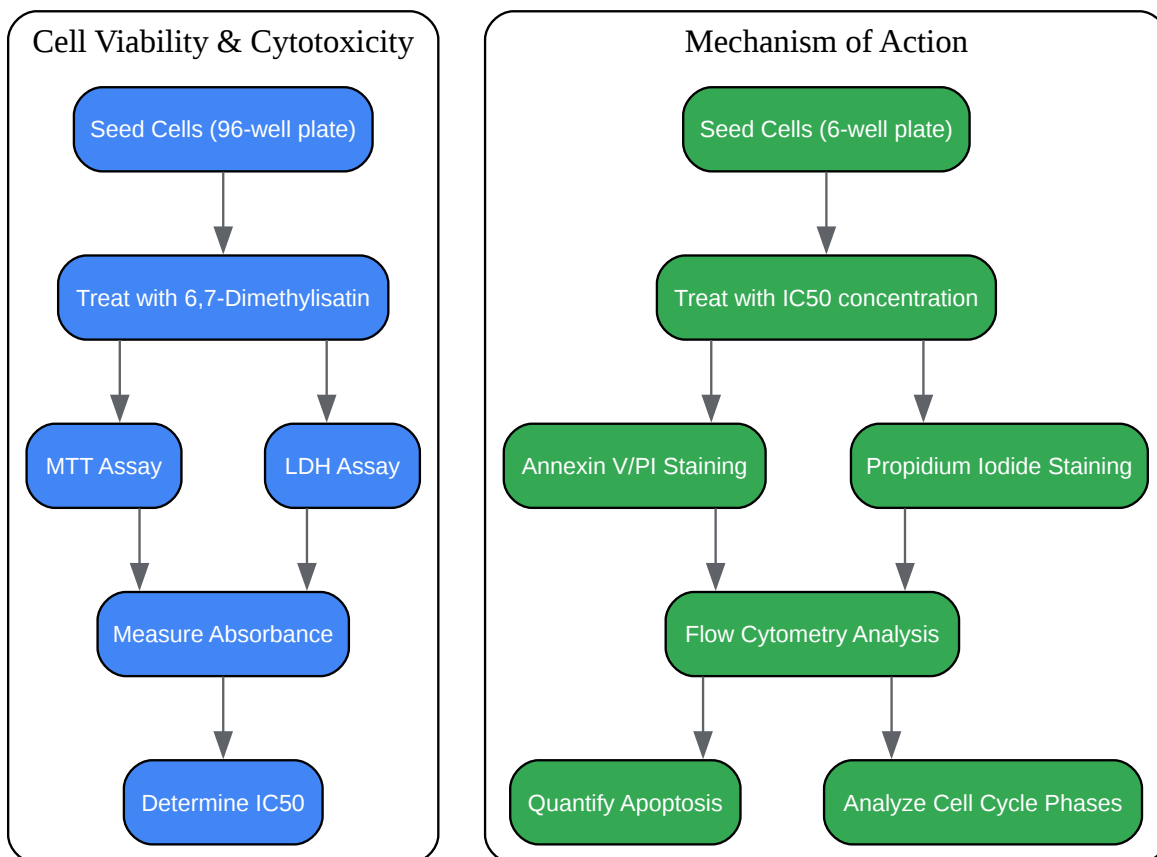 Cell Viability & Cytotoxicity
Seed Cells (96-well plate)
Treat with 6,7-Dimethylisatin
MTT Assay
LDH Assay
Measure Absorbance
Determine IC50
Mechanism of Action
Seed Cells (6-well plate)
Treat with IC50 concentration
Annexin V/PI Staining
Propidium Iodide Staining
Flow Cytometry Analysis
Quantify Apoptosis
Analyze Cell Cycle Phases